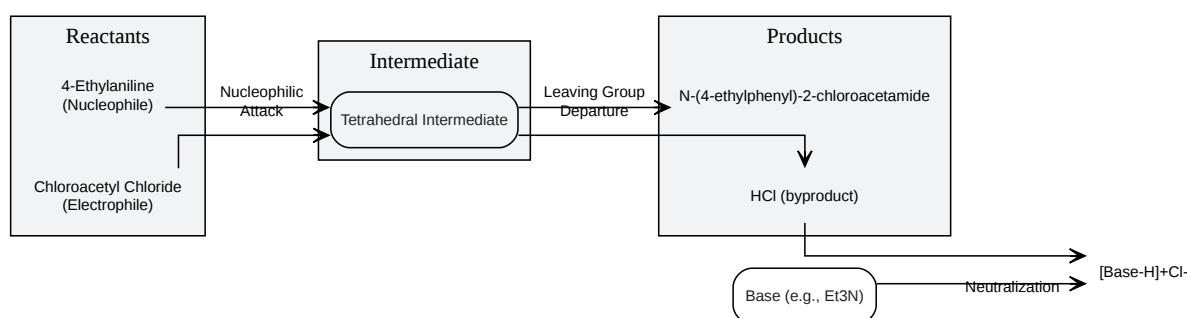 Reactants
4-Ethylaniline
(Nucleophile)
Chloroacetyl Chloride
(Electrophile)
Nucleophilic
Attack
Intermediate
Tetrahedral Intermediate
Leaving Group
Departure
Products
N-(4-ethylphenyl)-2-chloroacetamide
HCl (byproduct)
Base (e.g., Et3N)
Neutralization
[Base-H]+Cl-